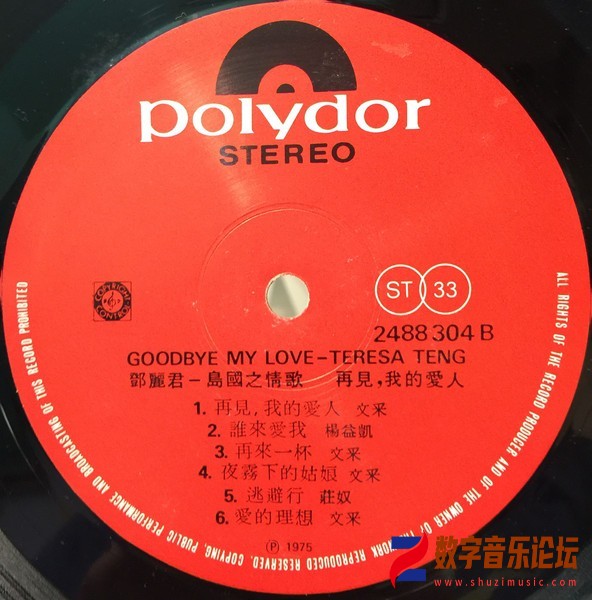 polydor
STEREO
COPYRIGHT
CONTROL
ST 33
2488 304 B
GOODBYE MY LOVE-TERESA TENG
鄧麗君-島國之情歌 再見,我的愛人
1. 再見,我的愛人 文采
2. 誰來愛我 楊益凱
3. 再來一杯 文采
4. 夜霧下的姑娘 文采
5. 逃避行 莊奴
6. 愛的理想 文采
Ⓟ 1975
ALL RIGHTS OF THE RECORD PRODUCER AND OF THE OWNER OF THE WORK REPRODUCED RESERVED. COPYING, PUBLIC PERFORMANCE AND BROADCASTING OF THIS RECORD PROHIBITED
数字音乐论坛
www.shuzimusic.com